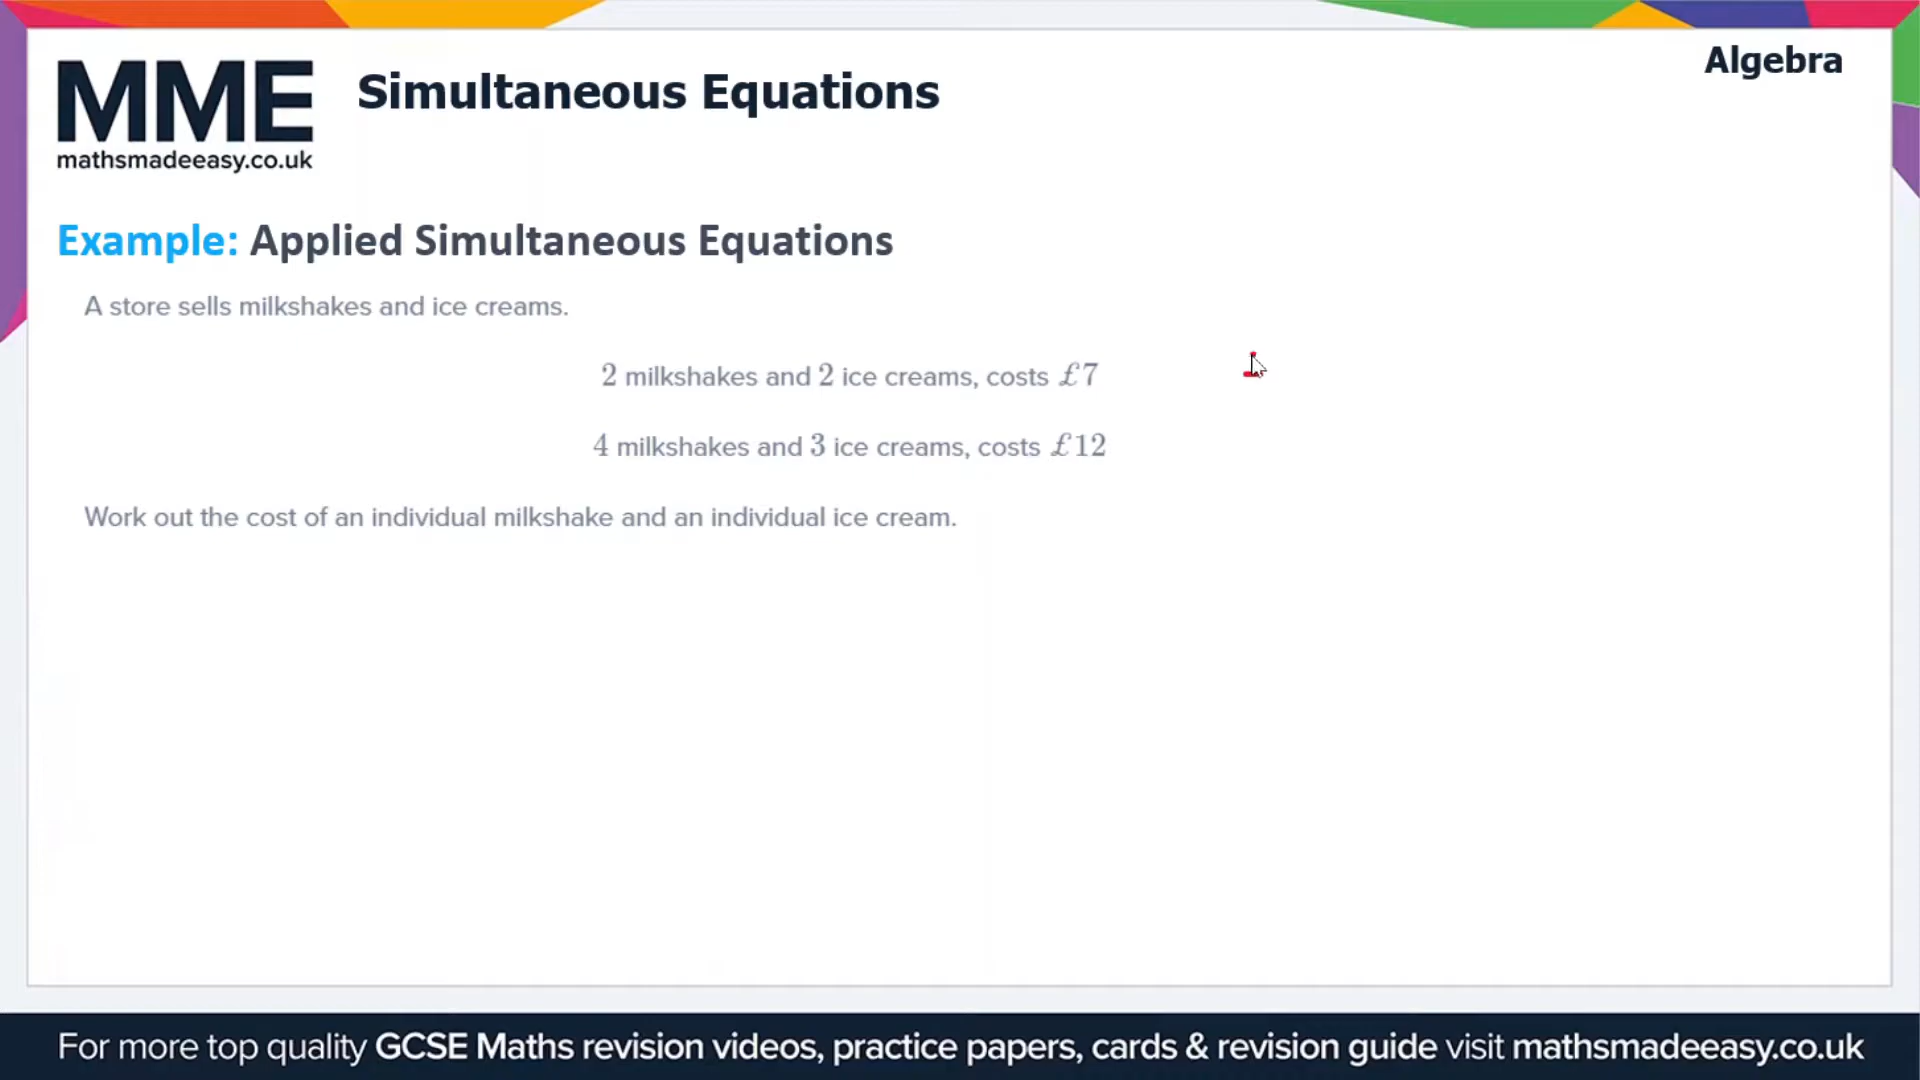 MME
mathsmadeeasy.co.uk
Simultaneous Equations
Algebra
Example: Applied Simultaneous Equations
A store sells milkshakes and ice creams.
2 milkshakes and 2 ice creams, costs £7
4 milkshakes and 3 ice creams, costs £12
Work out the cost of an individual milkshake and an individual ice cream.
For more top quality GCSE Maths revision videos, practice papers, cards & revision guide visit mathsmadeeasy.co.uk